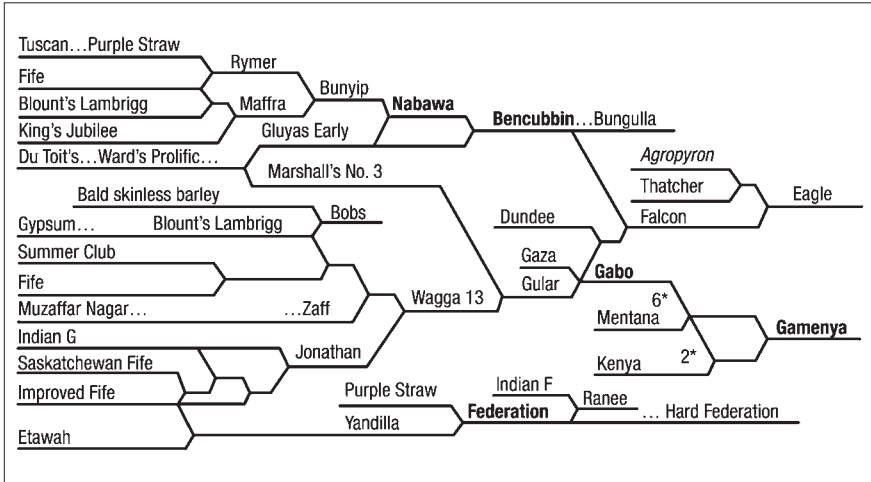 Tuscan…Purple Straw
Rymer
Fife
Bunyip
Blount's Lambrigg
Maffra
Nabawa
King's Jubilee
Gluyas Early
Bencubbin…Bungulla
Du Toit's…Ward's Prolific…
Marshall's No. 3
Agropyron
Thatcher
Eagle
Bald skinless barley
Bobs
Dundee
Falcon
Gypsum… Blount's Lambrigg
Summer Club
Gaza
Gabo
Fife
Gular
Wagga 13
Muzaffar Nagar… …Zaff
6*
Mentana
Gamenya
Indian G
Jonathan
2*
Kenya
Saskatchewan Fife
Improved Fife
Purple Straw
Indian F
Ranee
Federation
… Hard Federation
Yandilla
Etawah